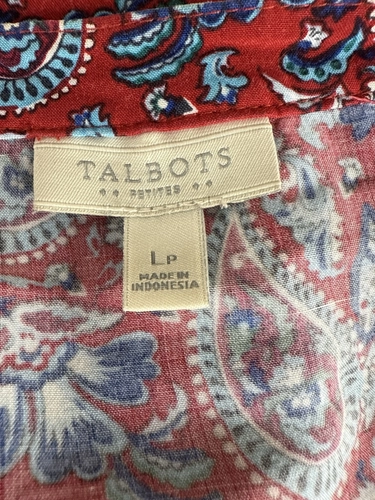 TALBOTS
PETITES
LP
MADE IN
INDONESIA